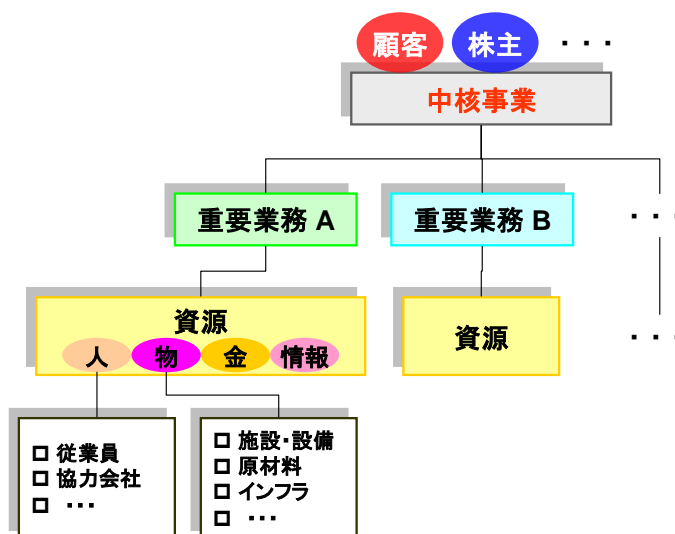 顧客 株主 ・・・
中核事業
重要業務 A 重要業務 B ・・・
資源
人 物 金 情報
資源 ・・・
□ 従業員
□ 協力会社
□ ・・・
□ 施設・設備
□ 原材料
□ インフラ
□ ・・・